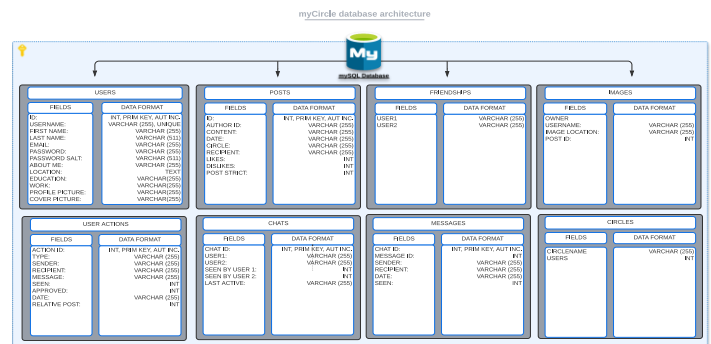 myCircle database architecture
My
mySQL Database
USERS
FIELDS DATA FORMAT
ID: INT, PRIM KEY, AUT INC.
USERNAME: VARCHAR (255), UNIQUE
FIRST NAME: VARCHAR (255)
LAST NAME: VARCHAR (511)
EMAIL: VARCHAR (255)
PASSWORD: VARCHAR (255)
PASSWORD SALT: VARCHAR (511)
ABOUT ME: VARCHAR (255)
LOCATION: TEXT
EDUCATION: VARCHAR(255)
WORK: VARCHAR(255)
PROFILE PICTURE: VARCHAR(255)
COVER PICTURE: VARCHAR(255)
POSTS
FIELDS DATA FORMAT
ID: INT, PRIM KEY, AUT INC.
AUTHOR ID: VARCHAR (255)
CONTENT: VARCHAR (255)
DATE: VARCHAR (255)
CIRCLE: VARCHAR (255)
RECIPIENT: VARCHAR (255)
LIKES: INT
DISLIKES: INT
POST STRICT: INT
FRIENDSHIPS
FIELDS DATA FORMAT
USER1 VARCHAR (255)
USER2 VARCHAR (255)
IMAGES
FIELDS DATA FORMAT
OWNER
USERNAME: VARCHAR (255)
IMAGE LOCATION: VARCHAR (255)
POST ID: INT
USER ACTIONS
FIELDS DATA FORMAT
ACTION ID: INT, PRIM KEY, AUT INC.
TYPE: VARCHAR (255)
SENDER: VARCHAR (255)
RECIPIENT: VARCHAR (255)
MESSAGE: VARCHAR (255)
SEEN: INT
APPROVED: INT
DATE: VARCHAR (255)
RELATIVE POST: INT
CHATS
FIELDS DATA FORMAT
CHAT ID: INT, PRIM KEY, AUT INC.
USER1: VARCHAR (255)
USER2: VARCHAR (255)
SEEN BY USER 1: INT
SEEN BY USER 2: INT
LAST ACTIVE: VARCHAR (255)
MESSAGES
FIELDS DATA FORMAT
CHAT ID: INT, PRIM KEY, AUT INC.
MESSAGE ID: INT
SENDER: VARCHAR (255)
RECIPIENT: VARCHAR (255)
DATE: VARCHAR (255)
SEEN: INT
CIRCLES
FIELDS DATA FORMAT
CIRCLENAME VARCHAR (255)
USERS INT